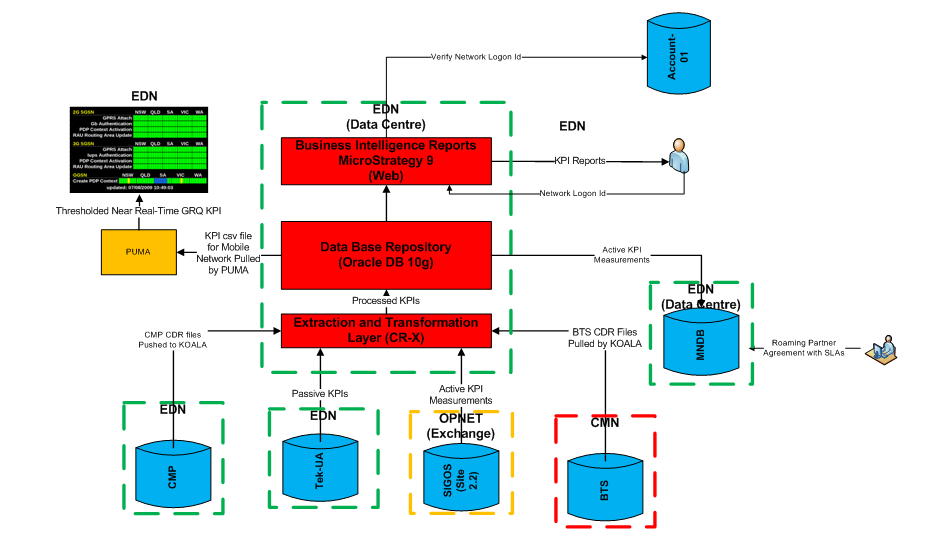 Account-
01
Verify Network Logon Id
EDN
2G SGSN NSW QLD SA VIC WA
GPRS Attach
Gb Authentication
PDP Context Activation
RAU Routing Area Update
3G SGSN NSW QLD SA VIC WA
GPRS Attach
Iups Authentication
PDP Context Activation
RAU Routing Area Update
GGSN NSW QLD SA VIC WA
Create PDP Context
updated: 07/08/2009 10:49:03
Thresholded Near Real-Time GRQ KPI
PUMA
KPI csv file
for Mobile
Network Pulled
by PUMA
EDN
(Data Centre)
Business Intelligence Reports
MicroStrategy 9
(Web)
EDN
KPI Reports
Network Logon Id
Data Base Repository
(Oracle DB 10g)
Active KPI
Measurements
Processed KPIs
Extraction and Transformation
Layer (CR-X)
EDN
(Data Centre)
MNDB
Roaming Partner
Agreement with SLAs
CMP CDR files
Pushed to KOALA
Passive KPIs
Active KPI
Measurements
BTS CDR Files
Pulled by KOALA
EDN
CMP
EDN
Tek-UA
OPNET
(Exchange)
SIGOS
(Site
2.2)
CMN
BTS